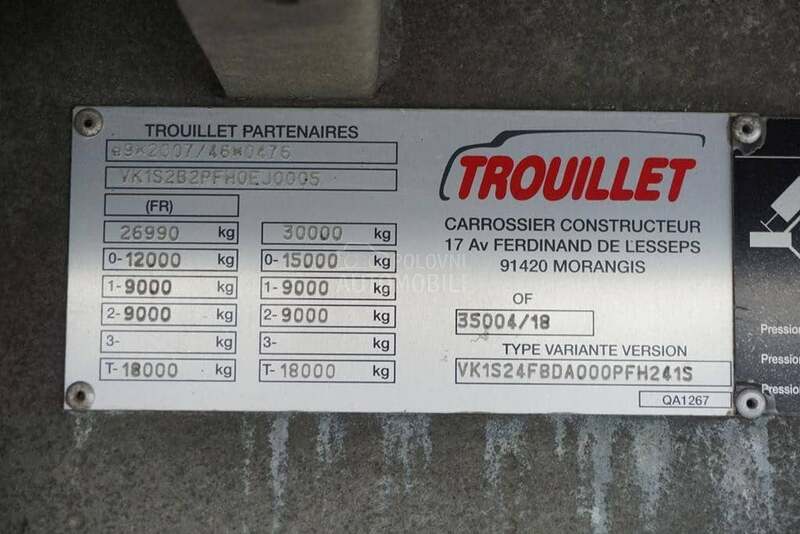 TROUILLET PARTENAIRES
e9*2007/46*0476
VK1S2B2PFH0EJ0005
(FR)
26990 kg 30000 kg
0-12000 kg 0-15000 kg
1-9000 kg 1-9000 kg
2-9000 kg 2-9000 kg
3- kg 3- kg
T-18000 kg T-18000 kg
TROUILLET
CARROSSIER CONSTRUCTEUR
17 Av FERDINAND DE LESSEPS
91420 MORANGIS
OF
35004/18
TYPE VARIANTE VERSION
VK1S24FBDA000PFH241S
QA1267
POLOVNI
AUTOMOBILI
Pression
Pression
Pression